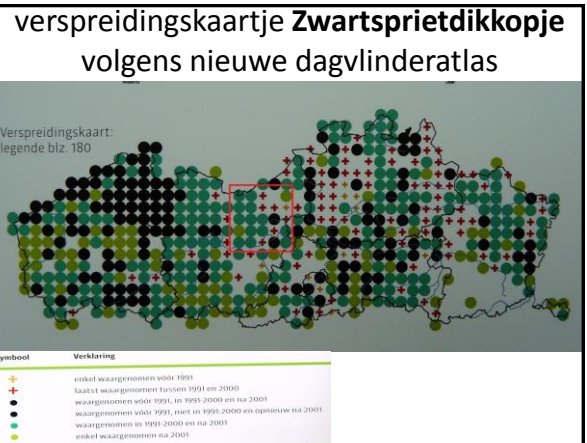 verspreidingskaartje Zwartsprietdikkopje
volgens nieuwe dagvlinderatlas
Verspreidingskaart:
legende blz. 180
ymbool Verklaring
enkel waargenomen vóór 1991
laatst waargenomen tussen 1991 en 2000
waargenomen vóór 1991, in 1991-2000 en na 2001
waargenomen vóór 1991, niet in 1991-2000 en opnieuw na 2001
waargenomen in 1991-2000 en na 2001
enkel waargenomen na 2001